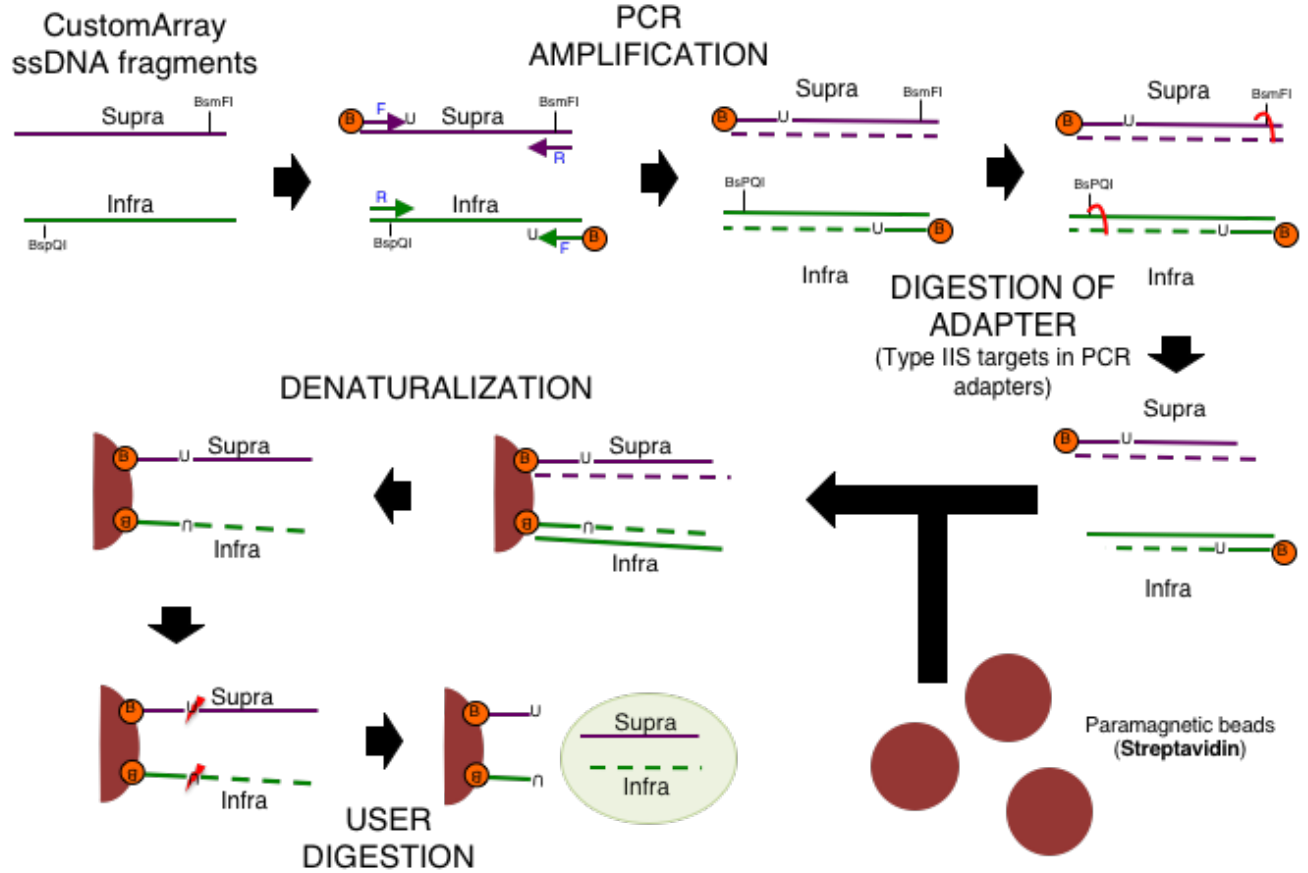 CustomArray
ssDNA fragments
PCR
AMPLIFICATION
Supra
BsmFI
Infra
BspQI
B
F
U
Supra
BsmFI
R
R
Infra
BspQI
U
F
B
Supra
BsmFI
B
U
BsPQI
U
B
Infra
Supra
BsmFI
B
U
BsPQI
U
B
Infra
DIGESTION OF
ADAPTER
(Type IIS targets in PCR
adapters)
Supra
B
U
U
B
Infra
DENATURALIZATION
B
U
Supra
B
U
Infra
B
U
Supra
B
U
Infra
Paramagnetic beads
(Streptavidin)
B
U
Supra
B
Infra
B
U
B
U
Supra
Infra
USER
DIGESTION